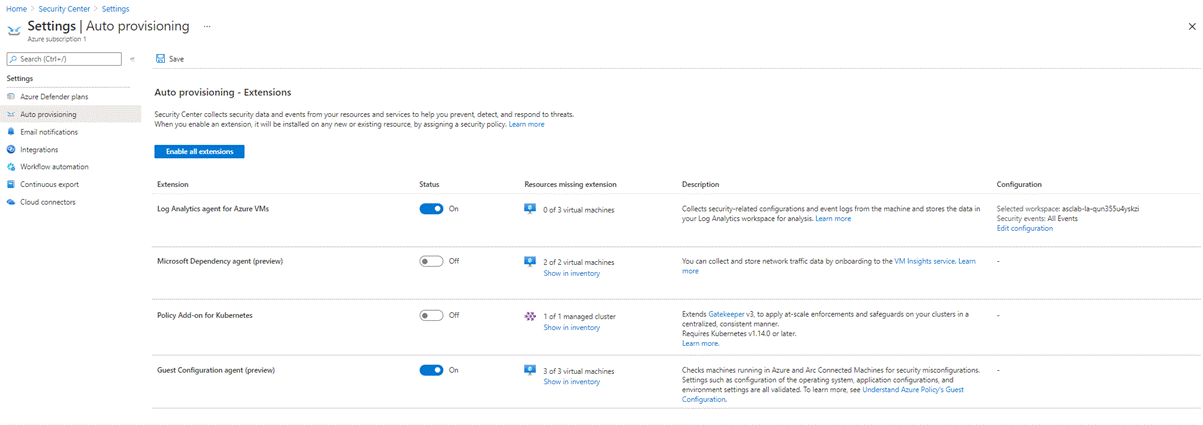 Home > Security Center > Settings
Settings | Auto provisioning ...
Azure subscription 1
Search (Ctrl+/)
Settings
Azure Defender plans
Auto provisioning
Email notifications
Integrations
Workflow automation
Continuous export
Cloud connectors
Save
Auto provisioning - Extensions
Security Center collects security data and events from your resources and services to help you prevent, detect, and respond to threats.
When you enable an extension, it will be installed on any new or existing resource, by assigning a security policy. Learn more
Enable all extensions
Extension Status Resources missing extension Description Configuration
Log Analytics agent for Azure VMs
On
0 of 3 virtual machines
Collects security-related configurations and event logs from the machine and stores the data in
your Log Analytics workspace for analysis. Learn more
Selected workspace: asclab-la-qun355u4yskzi
Security events: All Events
Edit configuration
Microsoft Dependency agent (preview)
Off
2 of 2 virtual machines
Show in inventory
You can collect and store network traffic data by onboarding to the VM Insights service. Learn
more
-
Policy Add-on for Kubernetes
Off
1 of 1 managed cluster
Show in inventory
Extends Gatekeeper v3, to apply at-scale enforcements and safeguards on your clusters in a
centralized, consistent manner.
Requires Kubernetes v1.14.0 or later.
Learn more.
-
Guest Configuration agent (preview)
On
3 of 3 virtual machines
Show in inventory
Checks machines running in Azure and Arc Connected Machines for security misconfigurations.
Settings such as configuration of the operating system, application configurations, and
environment settings are all validated. To learn more, see Understand Azure Policy's Guest
Configuration.
-